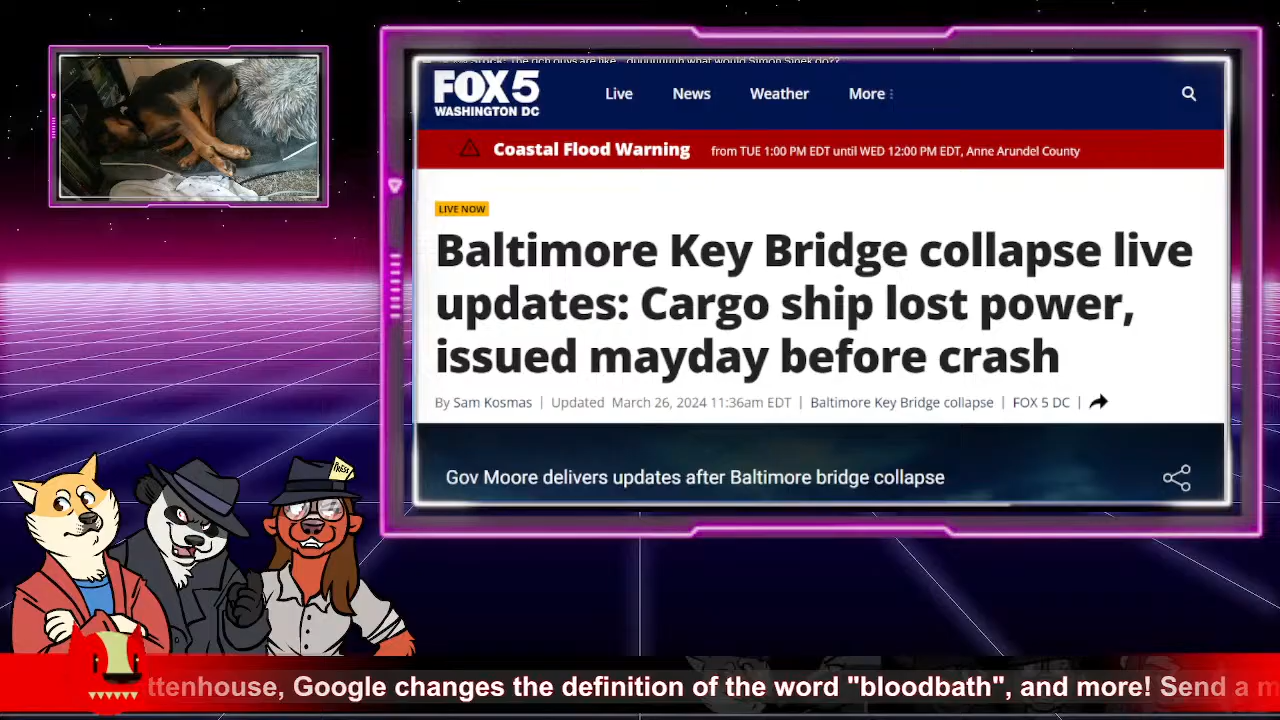 FOX 5
WASHINGTON DC
Live
News
Weather
More
Coastal Flood Warning
from TUE 1:00 PM EDT until WED 12:00 PM EDT, Anne Arundel County
LIVE NOW
Baltimore Key Bridge collapse live
updates: Cargo ship lost power,
issued mayday before crash
By Sam Kosmas | Updated March 26, 2024 11:36am EDT | Baltimore Key Bridge collapse | FOX 5 DC |
Gov Moore delivers updates after Baltimore bridge collapse
PRESS
ttenhouse, Google changes the definition of the word "bloodbath", and more! Send a m